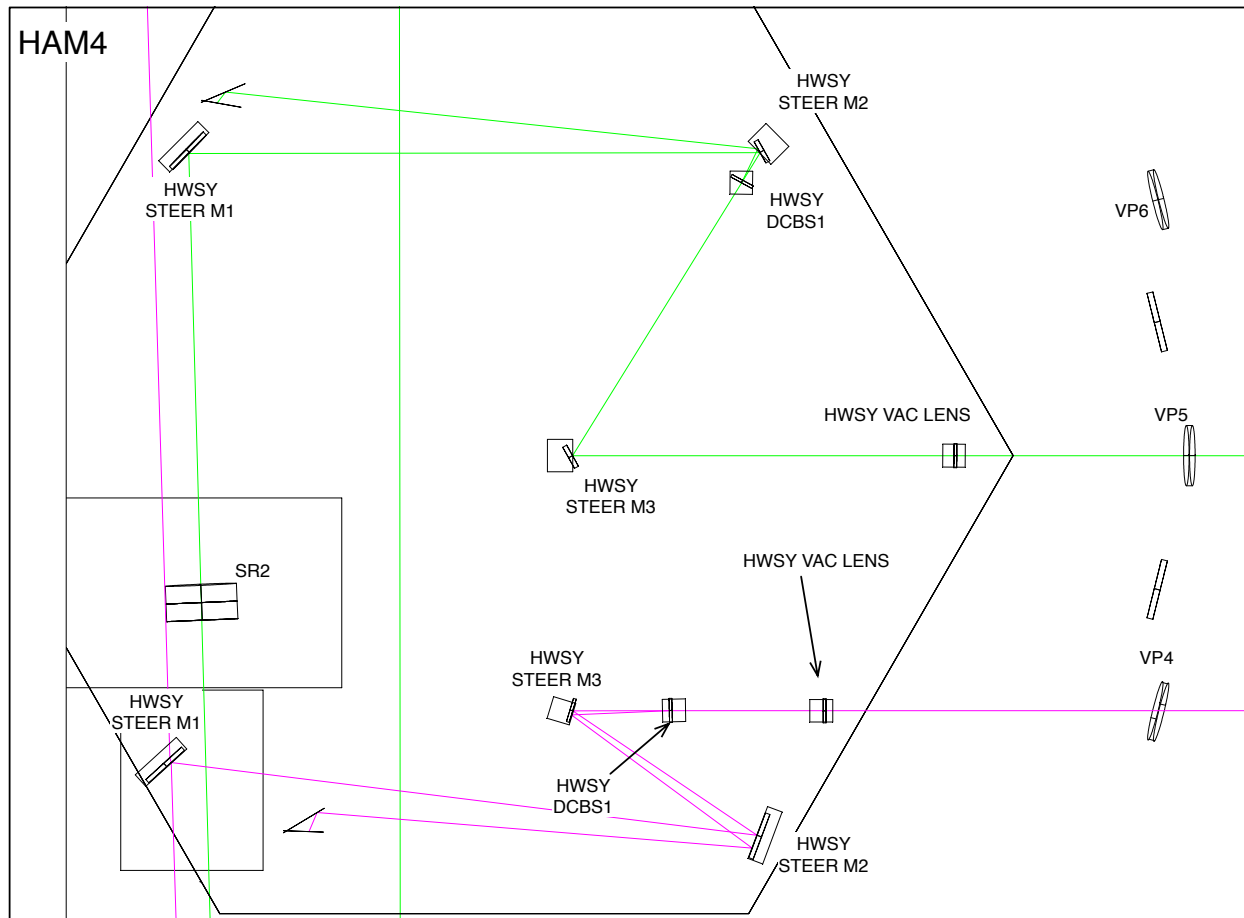 HAM4
HWSY
STEER M2
HWSY
STEER M1
HWSY
DCBS1
VP6
HWSY VAC LENS
VP5
HWSY
STEER M3
HWSY VAC LENS
SR2
HWSY
STEER M3
VP4
HWSY
STEER M1
HWSY
DCBS1
HWSY
STEER M2